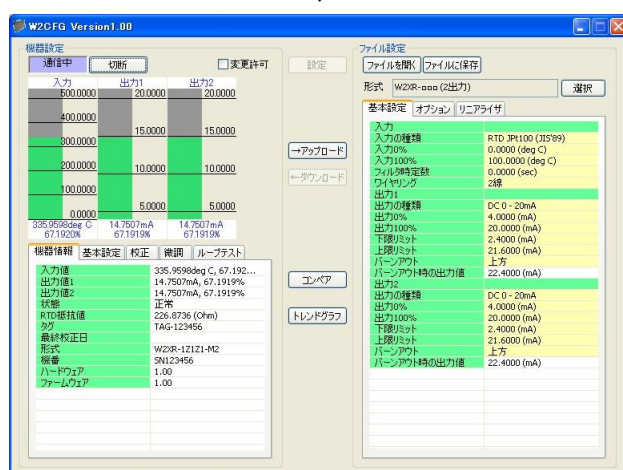 W2CFG Version1.00
機器設定
通信中 切断 変更許可
入力 出力1 出力2
500.0000 20.0000 20.0000
400.0000
15.0000 15.0000
300.0000
200.0000 10.0000 10.0000
100.0000
5.0000 5.0000
0.0000
335.9598deg C 14.7507mA 14.7507mA
67.1920% 67.1919% 67.1919%
機器情報 基本設定 校正 微調 ループテスト
入力値 335.9598deg C, 67.192...
出力値1 14.7507mA, 67.1919%
出力値2 14.7507mA, 67.1919%
状態 正常
RTD抵抗値 226.8736 (Ohm)
タグ TAG-123456
最終校正日
形式 W2XR-1Z1Z1-M2
機番 SN123456
ハードウェア 1.00
ファームウェア 1.00
設定
→アップロード
←ダウンロード
コンペア
トレンドグラフ
ファイル設定
ファイルを開く ファイルに保存
形式 W2XR-□□□ (2出力) 選択
基本設定 オプション リニアライザ
入力
入力の種類 RTD JPt100 (JIS'89)
入力0% 0.0000 (deg C)
入力100% 100.0000 (deg C)
フィルタ時定数 0.0000 (sec)
ワイヤリング 2線
出力1
出力の種類 DC 0 - 20mA
出力0% 4.0000 (mA)
出力100% 20.0000 (mA)
下限リミット 2.4000 (mA)
上限リミット 21.6000 (mA)
バーンアウト 上方
バーンアウト時の出力値 22.4000 (mA)
出力2
出力の種類 DC 0 - 20mA
出力0% 4.0000 (mA)
出力100% 20.0000 (mA)
下限リミット 2.4000 (mA)
上限リミット 21.6000 (mA)
バーンアウト 上方
バーンアウト時の出力値 22.4000 (mA)